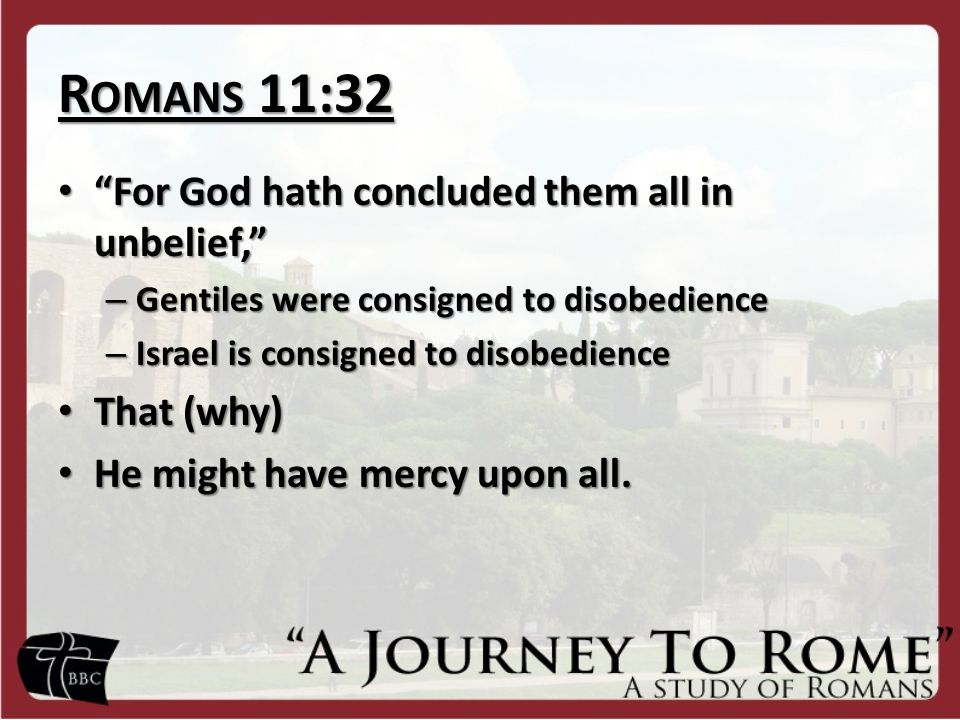 ROMANS 11:32
• “For God hath concluded them all in
unbelief,”
– Gentiles were consigned to disobedience
– Israel is consigned to disobedience
• That (why)
• He might have mercy upon all.
“A JOURNEY TO ROME”
A STUDY OF ROMANS
BBC